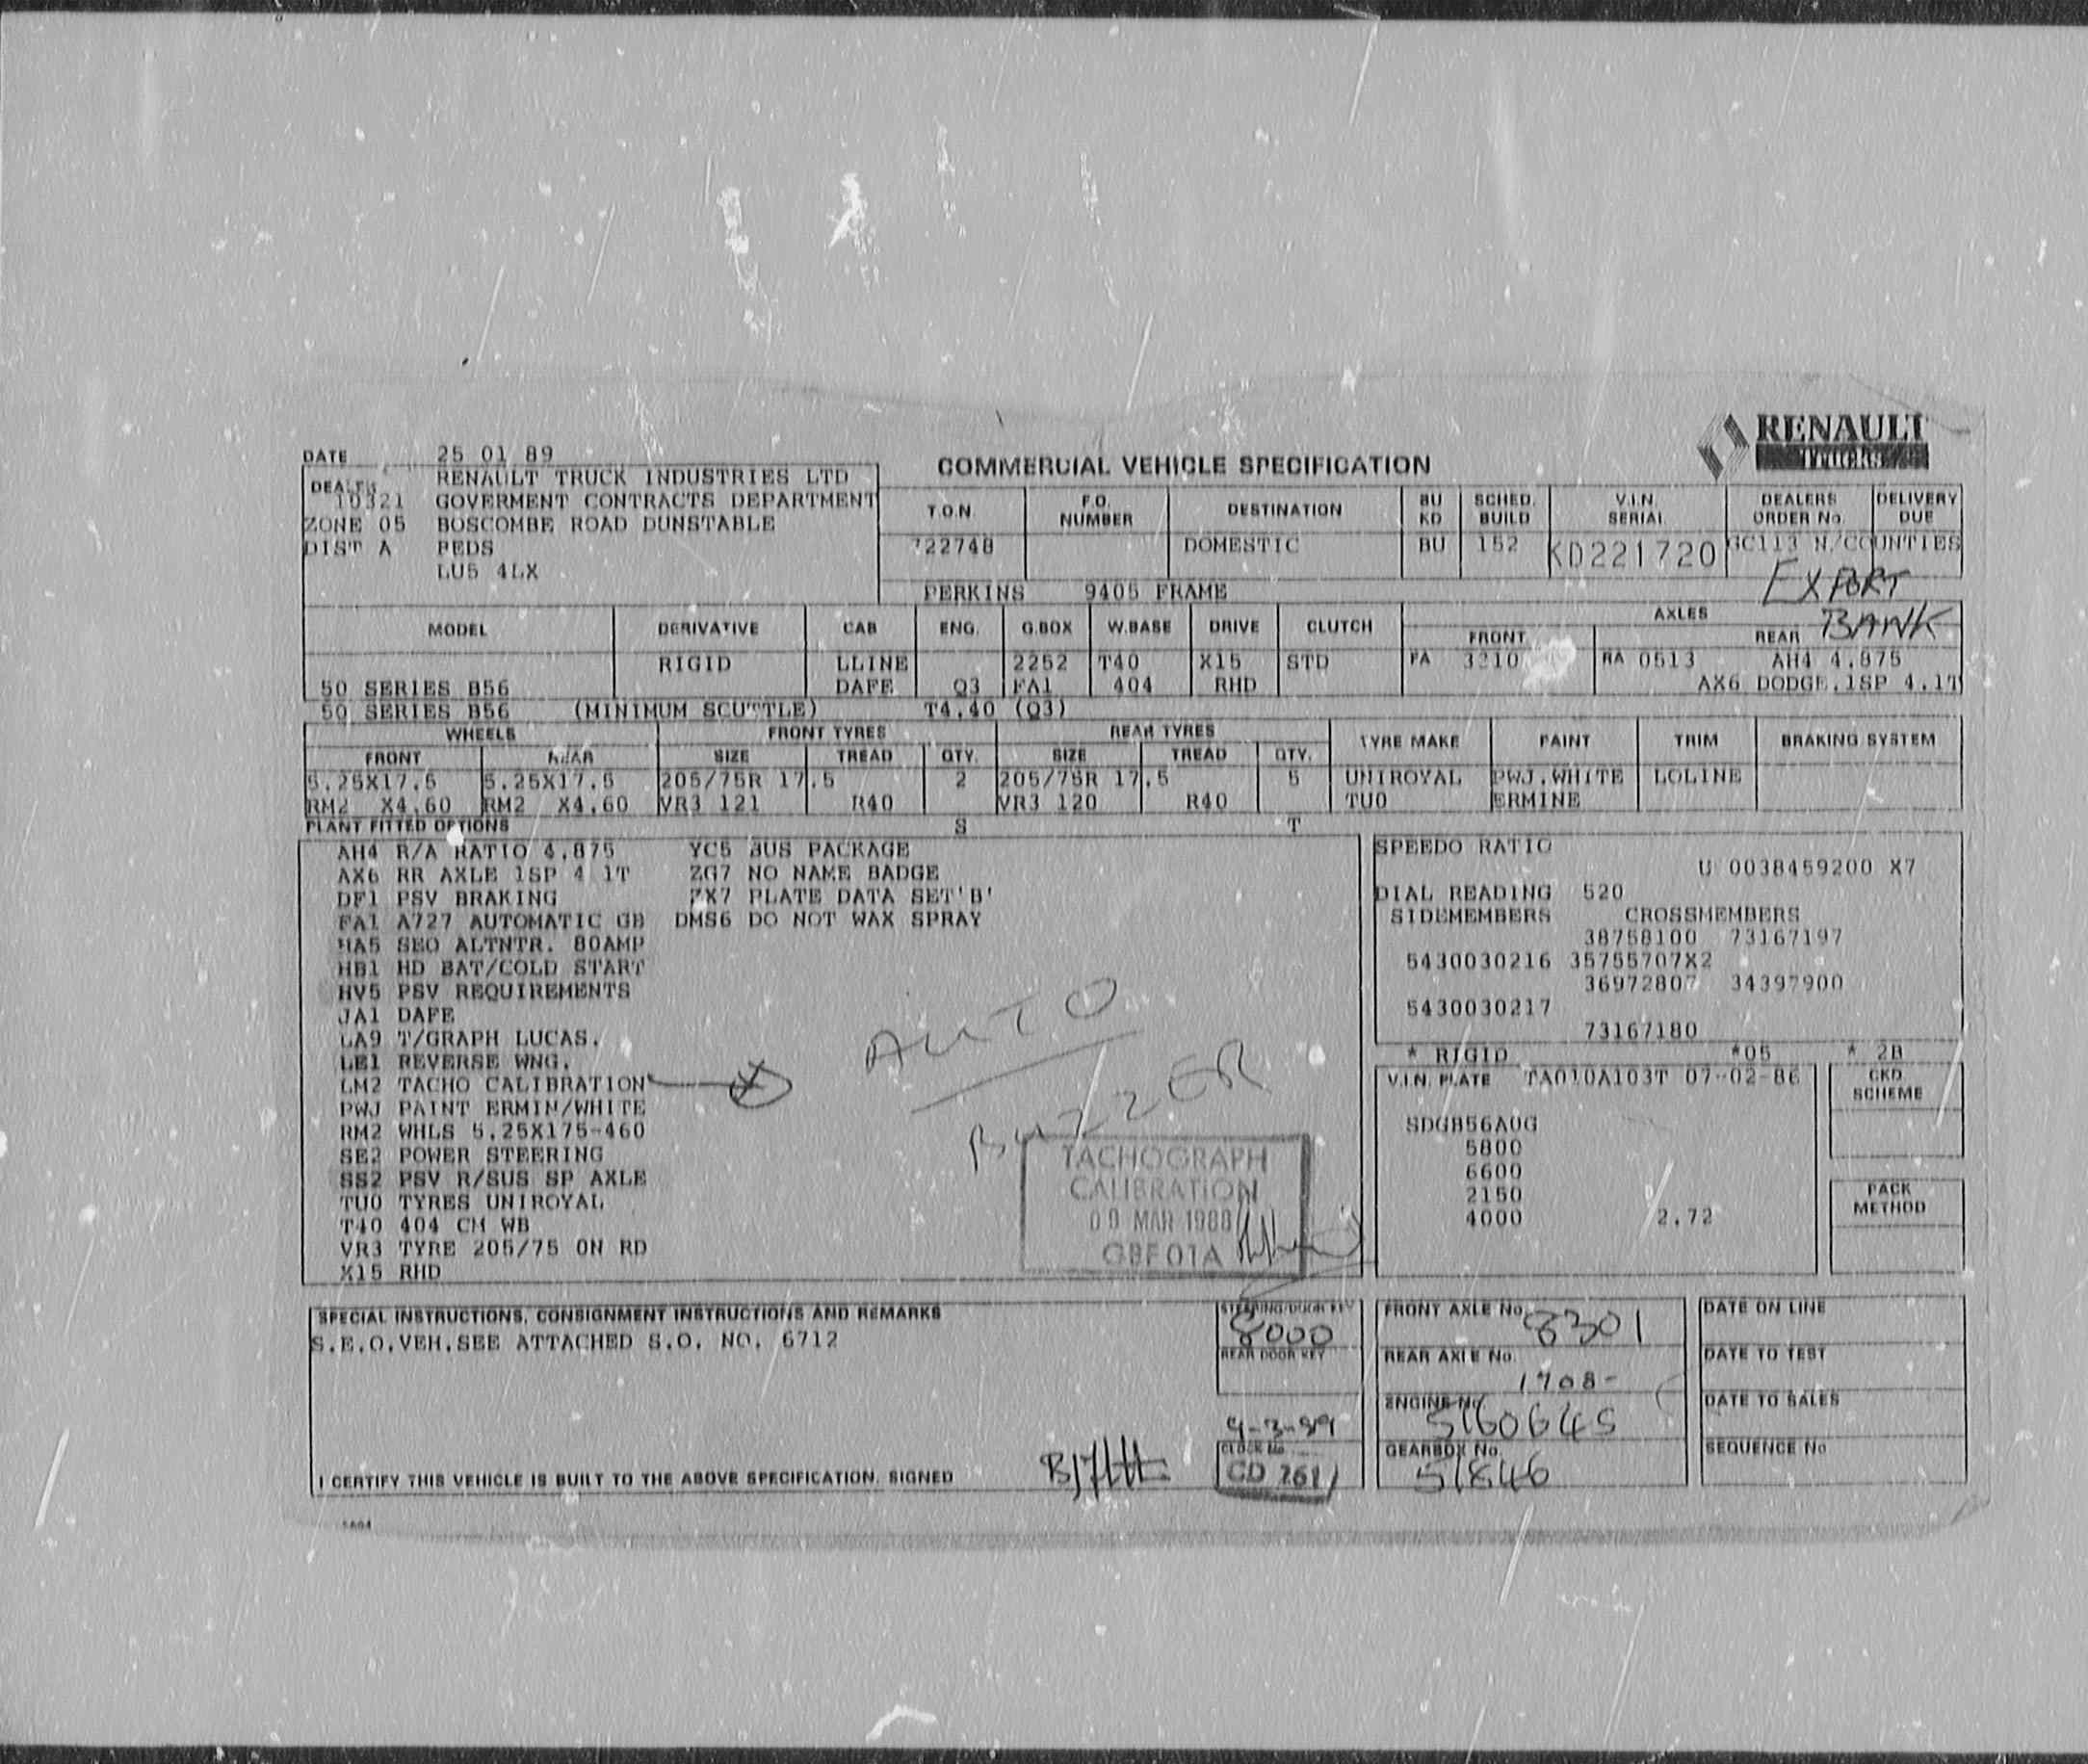 RENAULT
Trucks
DATE 25 01 89
COMMERCIAL VEHICLE SPECIFICATION
RENAULT TRUCK INDUSTRIES LTD
10321 GOVERMENT CONTRACTS DEPARTMENT
ZONE 05 BOSCOMBE ROAD DUNSTABLE
DIST A
LU5 4LX
T.O.N. F.O. NUMBER DESTINATION BU KD SCHED. BUILD V.I.N. SERIAL DEALERS ORDER No. DELIVERY DUE
722748 DOMESTIC BU 152 KD221720 GC113 N/COUNTIES
EXPORT
BANK
PERKINS 9405 FRAME
MODEL DERIVATIVE CAB ENG. G.BOX W.BASE DRIVE CLUTCH AXLES
FRONT REAR
RIGID LLINE 2252 T40 X15 STD FA RA 0513 AH4 4.875
50 SERIES B56 DAFE Q3 FA1 404 RHD AX6 DODGE.1SP 4.1T
50 SERIES B56 (MINIMUM SCUTTLE) T4.40 (Q3)
WHEELS FRONT TYRES REAR TYRES TYRE MAKE PAINT TRIM BRAKING SYSTEM
FRONT REAR SIZE TREAD QTY. SIZE TREAD QTY.
5.25X17.5 5.25X17.5 205/75R 17.5 2 205/75R 17.5 5 UNIROYAL PWJ.WHITE LOLINE
RM2 X4.60 RM2 X4.60 VR3 121 R40 VR3 120 R40 TU0 ERMINE
PLANT FITTED OPTIONS S T
AH4 R/A RATIO 4.875 YC5 BUS PACKAGE
AX6 RR AXLE 1SP 4 1T ZG7 NO NAME BADGE
DF1 PSV BRAKING ZX7 PLATE DATA SET'B'
FA1 A727 AUTOMATIC GB DMS6 DO NOT WAX SPRAY
HA5 SEO ALTNTR. 80AMP
HB1 HD BAT/COLD START
HV5 PSV REQUIREMENTS
JA1 DAFE
LA9 T/GRAPH LUCAS.
LE1 REVERSE WNG.
LM2 TACHO CALIBRATION
PWJ PAINT ERMIN/WHITE
RM2 WHLS 5.25X175-460
SE2 POWER STEERING
SS2 PSV R/SUS SP AXLE
TU0 TYRES UNIROYAL
T40 404 CM WB
VR3 TYRE 205/75 ON RD
X15 RHD
AUTO
BUZZER
TACHOGRAPH
CALIBRATION
09 MAR 1988
GBF01A
SPEEDO RATIO
U 0038459200 X7
DIAL READING 520
SIDEMEMBERS CROSSMEMBERS
38758100 73167197
5430030216 35755707X2
36972807 34397900
5430030217
73167180
* RIGID *05 * 2B
V.I.N. PLATE TA010A103T 07-02-86
CKD. SCHEME
SDGB56A0G
5800
6600
2150
4000 2.72
PACK METHOD
SPECIAL INSTRUCTIONS, CONSIGNMENT INSTRUCTIONS AND REMARKS
S.E.O.VEH.SEE ATTACHED S.O. NO. 6712
STEERING/DOOR KEY
8000
REAR DOOR KEY
9-3-89
CLOCK No.
CD 261
I CERTIFY THIS VEHICLE IS BUILT TO THE ABOVE SPECIFICATION. SIGNED
FRONT AXLE No. 8301
REAR AXLE No. 1708-
ENGINE No. 5160645
GEARBOX No. 51846
DATE ON LINE
DATE TO TEST
DATE TO SALES
SEQUENCE No